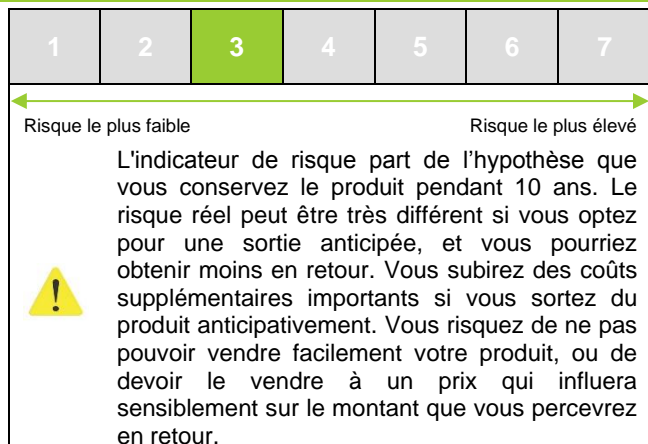 1 2 3 4 5 6 7
Risque le plus faible Risque le plus élevé
L'indicateur de risque part de l’hypothèse que
vous conservez le produit pendant 10 ans. Le
risque réel peut être très différent si vous optez
pour une sortie anticipée, et vous pourriez
obtenir moins en retour. Vous subirez des coûts
supplémentaires importants si vous sortez du
produit anticipativement. Vous risquez de ne pas
pouvoir vendre facilement votre produit, ou de
devoir le vendre à un prix qui influera
sensiblement sur le montant que vous percevrez
en retour.